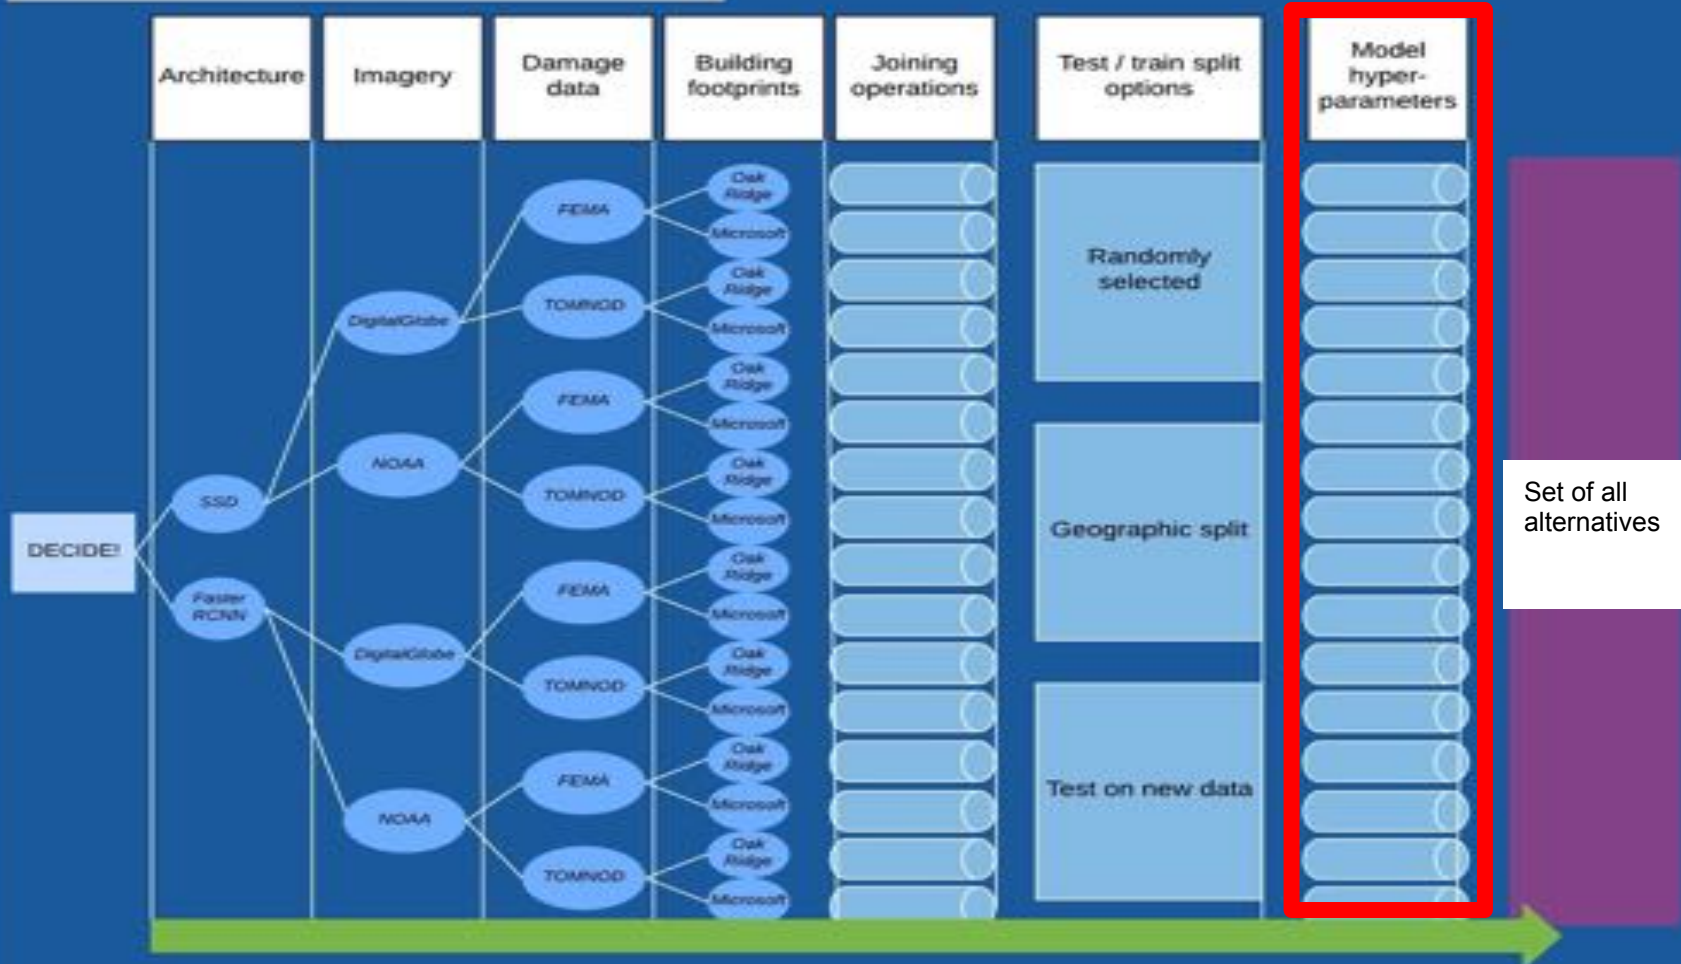 Architecture
Imagery
Damage
data
Building
footprints
Joining
operations
Test / train split
options
Model
hyper-
parameters
DECIDE!
SSD
Faster
RCNN
DigitalGlobe
NOAA
DigitalGlobe
NOAA
FEMA
TOMNOD
FEMA
TOMNOD
FEMA
TOMNOD
FEMA
TOMNOD
Oak
Ridge
Microsoft
Oak
Ridge
Microsoft
Oak
Ridge
Microsoft
Oak
Ridge
Microsoft
Oak
Ridge
Microsoft
Oak
Ridge
Microsoft
Oak
Ridge
Microsoft
Oak
Ridge
Microsoft
Randomly
selected
Geographic split
Test on new data
Set of all
alternatives